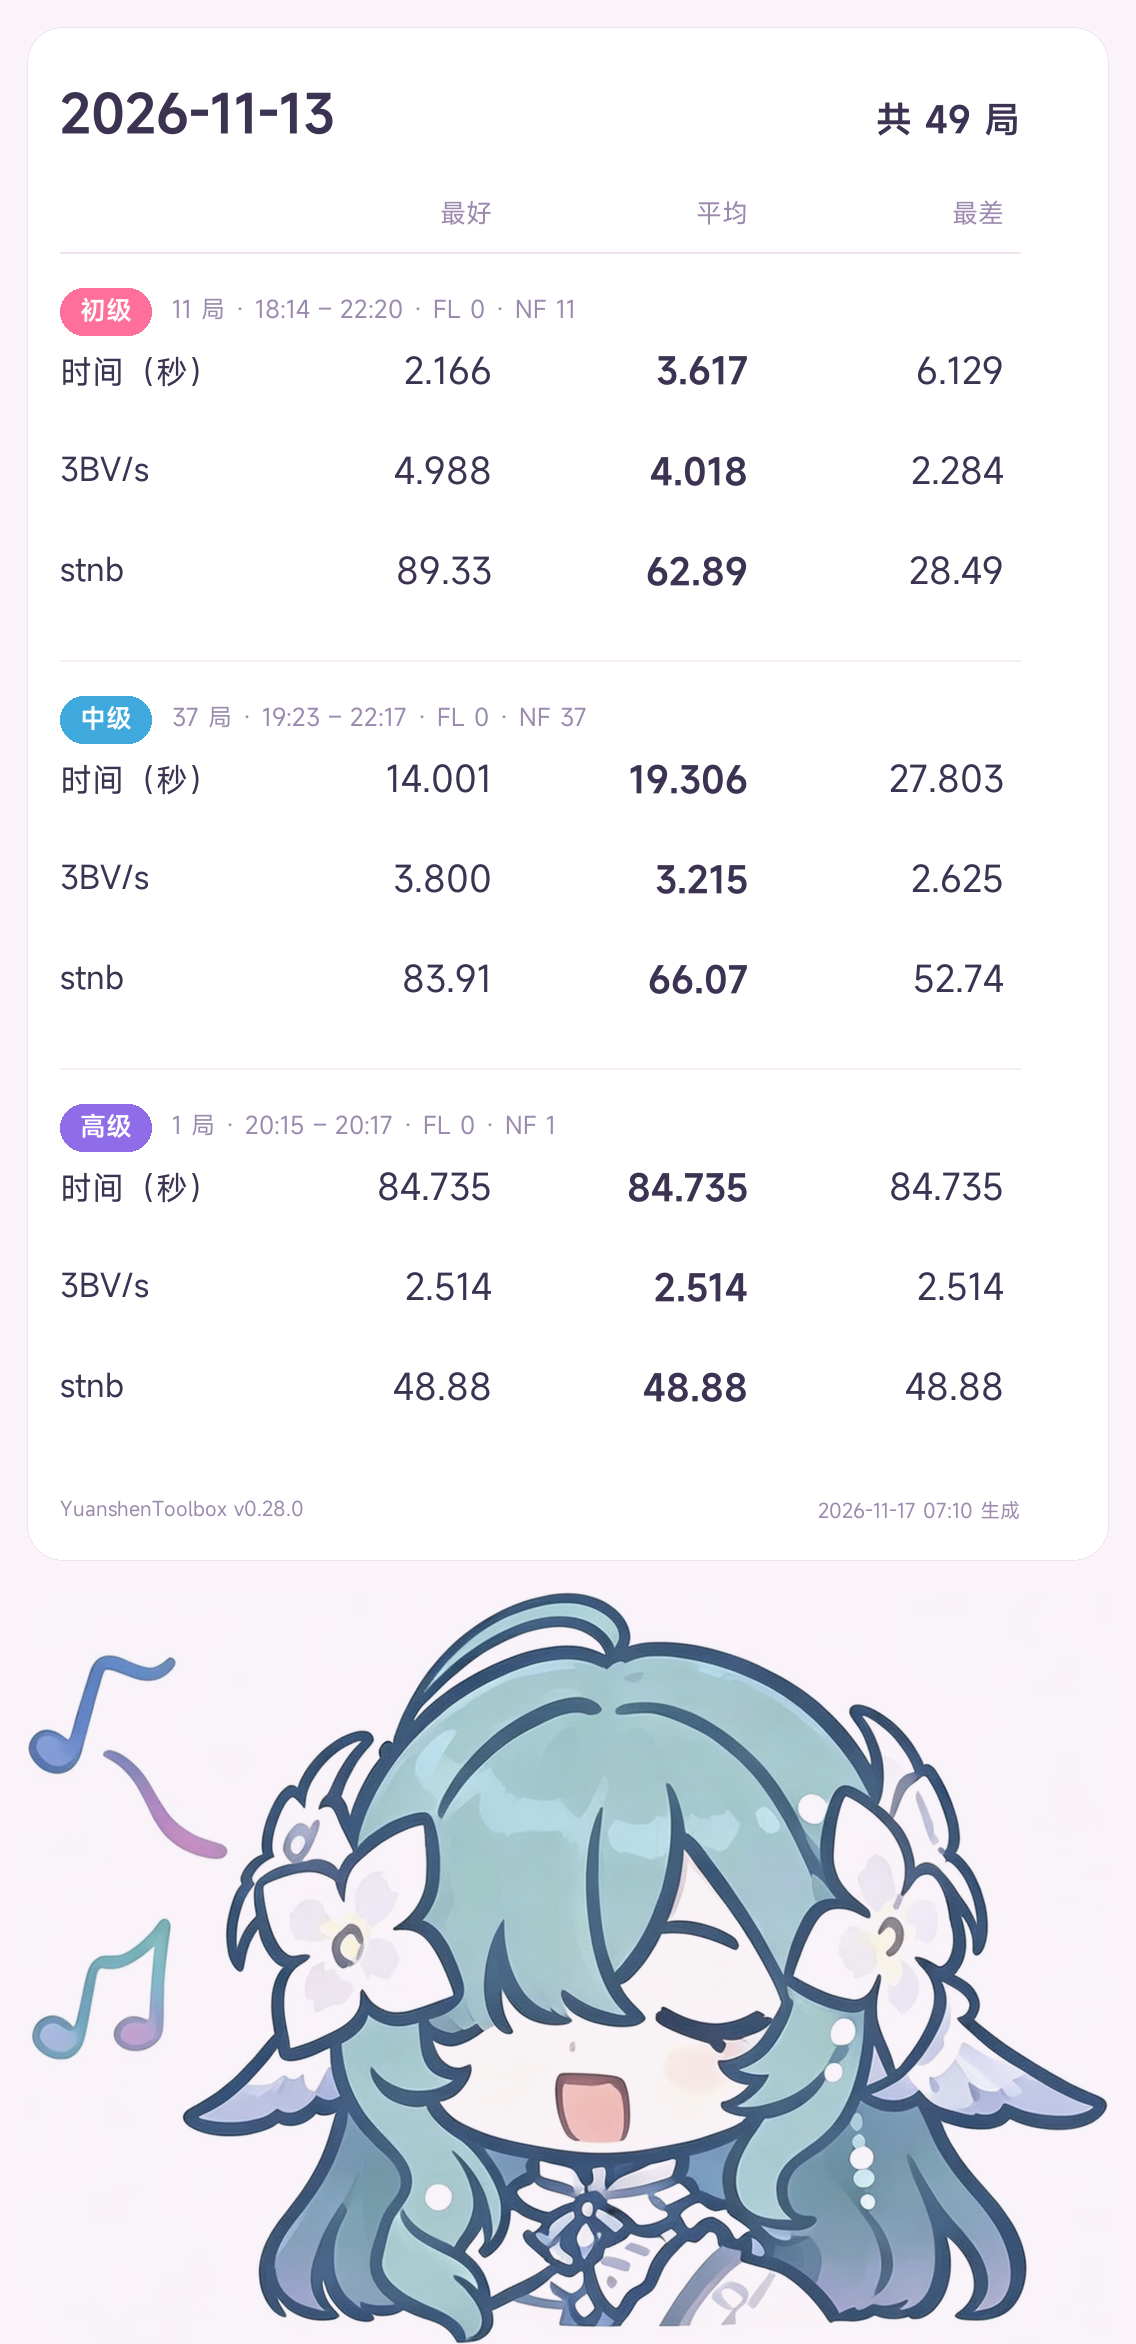 2026-11-13 共 49 局
最好 平均 最差
初级 11 局 · 18:14 – 22:20 · FL 0 · NF 11
时间（秒） 2.166 3.617 6.129
3BV/s 4.988 4.018 2.284
stnb 89.33 62.89 28.49
中级 37 局 · 19:23 – 22:17 · FL 0 · NF 37
时间（秒） 14.001 19.306 27.803
3BV/s 3.800 3.215 2.625
stnb 83.91 66.07 52.74
高级 1 局 · 20:15 – 20:17 · FL 0 · NF 1
时间（秒） 84.735 84.735 84.735
3BV/s 2.514 2.514 2.514
stnb 48.88 48.88 48.88
YuanshenToolbox v0.28.0 2026-11-17 07:10 生成